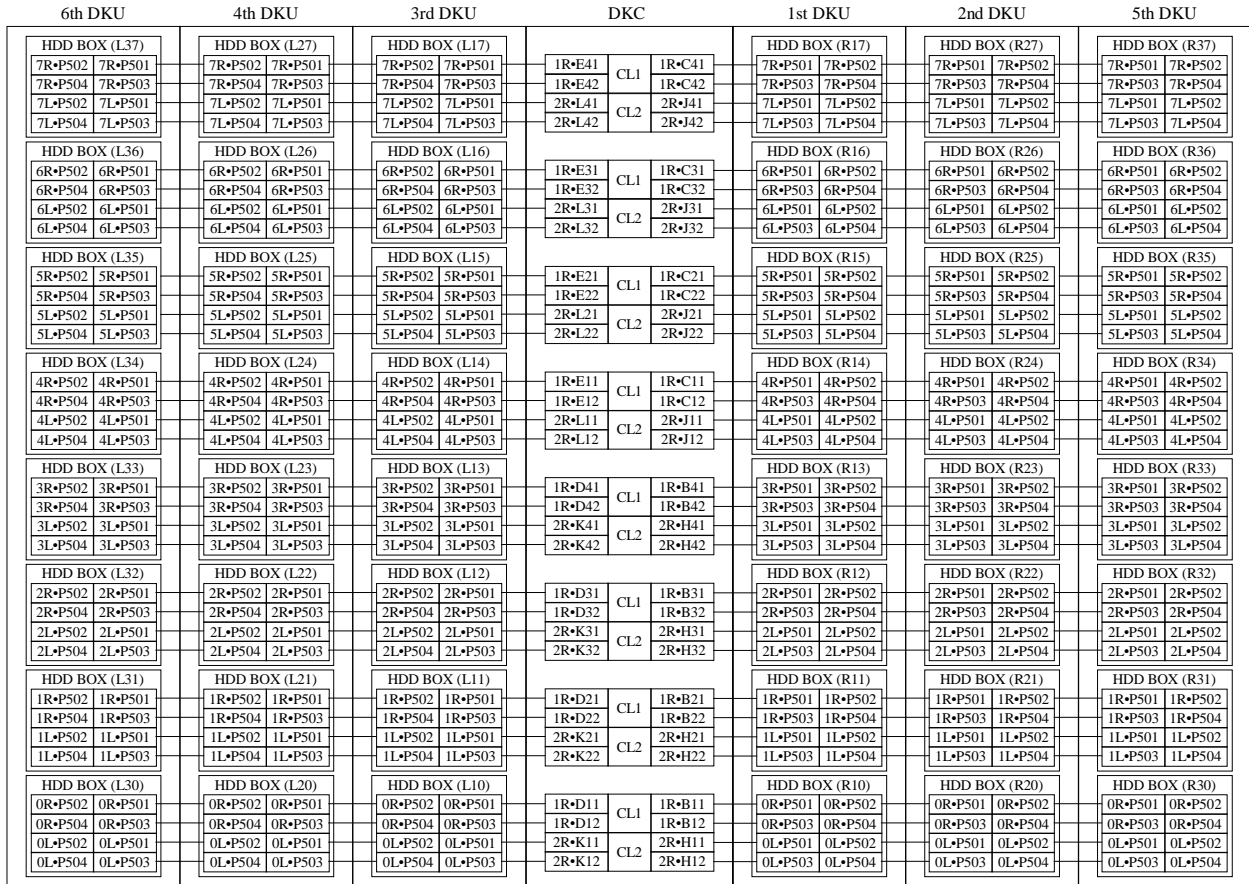 6th DKU 4th DKU 3rd DKU DKC 1st DKU 2nd DKU 5th DKU
HDD BOX (L37) HDD BOX (L27) HDD BOX (L17) HDD BOX (R17) HDD BOX (R27) HDD BOX (R37)
7R•P502 7R•P501 7R•P502 7R•P501 7R•P502 7R•P501 1R•E41 CL1 1R•C41 7R•P501 7R•P502 7R•P501 7R•P502 7R•P501 7R•P502
7R•P504 7R•P503 7R•P504 7R•P503 7R•P504 7R•P503 1R•E42 1R•C42 7R•P503 7R•P504 7R•P503 7R•P504 7R•P503 7R•P504
7L•P502 7L•P501 7L•P502 7L•P501 7L•P502 7L•P501 2R•L41 CL2 2R•J41 7L•P501 7L•P502 7L•P501 7L•P502 7L•P501 7L•P502
7L•P504 7L•P503 7L•P504 7L•P503 7L•P504 7L•P503 2R•L42 2R•J42 7L•P503 7L•P504 7L•P503 7L•P504 7L•P503 7L•P504
HDD BOX (L36) HDD BOX (L26) HDD BOX (L16) HDD BOX (R16) HDD BOX (R26) HDD BOX (R36)
6R•P502 6R•P501 6R•P502 6R•P501 6R•P502 6R•P501 1R•E31 CL1 1R•C31 6R•P501 6R•P502 6R•P501 6R•P502 6R•P501 6R•P502
6R•P504 6R•P503 6R•P504 6R•P503 6R•P504 6R•P503 1R•E32 1R•C32 6R•P503 6R•P504 6R•P503 6R•P504 6R•P503 6R•P504
6L•P502 6L•P501 6L•P502 6L•P501 6L•P502 6L•P501 2R•L31 CL2 2R•J31 6L•P501 6L•P502 6L•P501 6L•P502 6L•P501 6L•P502
6L•P504 6L•P503 6L•P504 6L•P503 6L•P504 6L•P503 2R•L32 2R•J32 6L•P503 6L•P504 6L•P503 6L•P504 6L•P503 6L•P504
HDD BOX (L35) HDD BOX (L25) HDD BOX (L15) HDD BOX (R15) HDD BOX (R25) HDD BOX (R35)
5R•P502 5R•P501 5R•P502 5R•P501 5R•P502 5R•P501 1R•E21 CL1 1R•C21 5R•P501 5R•P502 5R•P501 5R•P502 5R•P501 5R•P502
5R•P504 5R•P503 5R•P504 5R•P503 5R•P504 5R•P503 1R•E22 1R•C22 5R•P503 5R•P504 5R•P503 5R•P504 5R•P503 5R•P504
5L•P502 5L•P501 5L•P502 5L•P501 5L•P502 5L•P501 2R•L21 CL2 2R•J21 5L•P501 5L•P502 5L•P501 5L•P502 5L•P501 5L•P502
5L•P504 5L•P503 5L•P504 5L•P503 5L•P504 5L•P503 2R•L22 2R•J22 5L•P503 5L•P504 5L•P503 5L•P504 5L•P503 5L•P504
HDD BOX (L34) HDD BOX (L24) HDD BOX (L14) HDD BOX (R14) HDD BOX (R24) HDD BOX (R34)
4R•P502 4R•P501 4R•P502 4R•P501 4R•P502 4R•P501 1R•E11 CL1 1R•C11 4R•P501 4R•P502 4R•P501 4R•P502 4R•P501 4R•P502
4R•P504 4R•P503 4R•P504 4R•P503 4R•P504 4R•P503 1R•E12 1R•C12 4R•P503 4R•P504 4R•P503 4R•P504 4R•P503 4R•P504
4L•P502 4L•P501 4L•P502 4L•P501 4L•P502 4L•P501 2R•L11 CL2 2R•J11 4L•P501 4L•P502 4L•P501 4L•P502 4L•P501 4L•P502
4L•P504 4L•P503 4L•P504 4L•P503 4L•P504 4L•P503 2R•L12 2R•J12 4L•P503 4L•P504 4L•P503 4L•P504 4L•P503 4L•P504
HDD BOX (L33) HDD BOX (L23) HDD BOX (L13) HDD BOX (R13) HDD BOX (R23) HDD BOX (R33)
3R•P502 3R•P501 3R•P502 3R•P501 3R•P502 3R•P501 1R•D41 CL1 1R•B41 3R•P501 3R•P502 3R•P501 3R•P502 3R•P501 3R•P502
3R•P504 3R•P503 3R•P504 3R•P503 3R•P504 3R•P503 1R•D42 1R•B42 3R•P503 3R•P504 3R•P503 3R•P504 3R•P503 3R•P504
3L•P502 3L•P501 3L•P502 3L•P501 3L•P502 3L•P501 2R•K41 CL2 2R•H41 3L•P501 3L•P502 3L•P501 3L•P502 3L•P501 3L•P502
3L•P504 3L•P503 3L•P504 3L•P503 3L•P504 3L•P503 2R•K42 2R•H42 3L•P503 3L•P504 3L•P503 3L•P504 3L•P503 3L•P504
HDD BOX (L32) HDD BOX (L22) HDD BOX (L12) HDD BOX (R12) HDD BOX (R22) HDD BOX (R32)
2R•P502 2R•P501 2R•P502 2R•P501 2R•P502 2R•P501 1R•D31 CL1 1R•B31 2R•P501 2R•P502 2R•P501 2R•P502 2R•P501 2R•P502
2R•P504 2R•P503 2R•P504 2R•P503 2R•P504 2R•P503 1R•D32 1R•B32 2R•P503 2R•P504 2R•P503 2R•P504 2R•P503 2R•P504
2L•P502 2L•P501 2L•P502 2L•P501 2L•P502 2L•P501 2R•K31 CL2 2R•H31 2L•P501 2L•P502 2L•P501 2L•P502 2L•P501 2L•P502
2L•P504 2L•P503 2L•P504 2L•P503 2L•P504 2L•P503 2R•K32 2R•H32 2L•P503 2L•P504 2L•P503 2L•P504 2L•P503 2L•P504
HDD BOX (L31) HDD BOX (L21) HDD BOX (L11) HDD BOX (R11) HDD BOX (R21) HDD BOX (R31)
1R•P502 1R•P501 1R•P502 1R•P501 1R•P502 1R•P501 1R•D21 CL1 1R•B21 1R•P501 1R•P502 1R•P501 1R•P502 1R•P501 1R•P502
1R•P504 1R•P503 1R•P504 1R•P503 1R•P504 1R•P503 1R•D22 1R•B22 1R•P503 1R•P504 1R•P503 1R•P504 1R•P503 1R•P504
1L•P502 1L•P501 1L•P502 1L•P501 1L•P502 1L•P501 2R•K21 CL2 2R•H21 1L•P501 1L•P502 1L•P501 1L•P502 1L•P501 1L•P502
1L•P504 1L•P503 1L•P504 1L•P503 1L•P504 1L•P503 2R•K22 2R•H22 1L•P503 1L•P504 1L•P503 1L•P504 1L•P503 1L•P504
HDD BOX (L30) HDD BOX (L20) HDD BOX (L10) HDD BOX (R10) HDD BOX (R20) HDD BOX (R30)
0R•P502 0R•P501 0R•P502 0R•P501 0R•P502 0R•P501 1R•D11 CL1 1R•B11 0R•P501 0R•P502 0R•P501 0R•P502 0R•P501 0R•P502
0R•P504 0R•P503 0R•P504 0R•P503 0R•P504 0R•P503 1R•D12 1R•B12 0R•P503 0R•P504 0R•P503 0R•P504 0R•P503 0R•P504
0L•P502 0L•P501 0L•P502 0L•P501 0L•P502 0L•P501 2R•K11 CL2 2R•H11 0L•P501 0L•P502 0L•P501 0L•P502 0L•P501 0L•P502
0L•P504 0L•P503 0L•P504 0L•P503 0L•P504 0L•P503 2R•K12 2R•H12 0L•P503 0L•P504 0L•P503 0L•P504 0L•P503 0L•P504